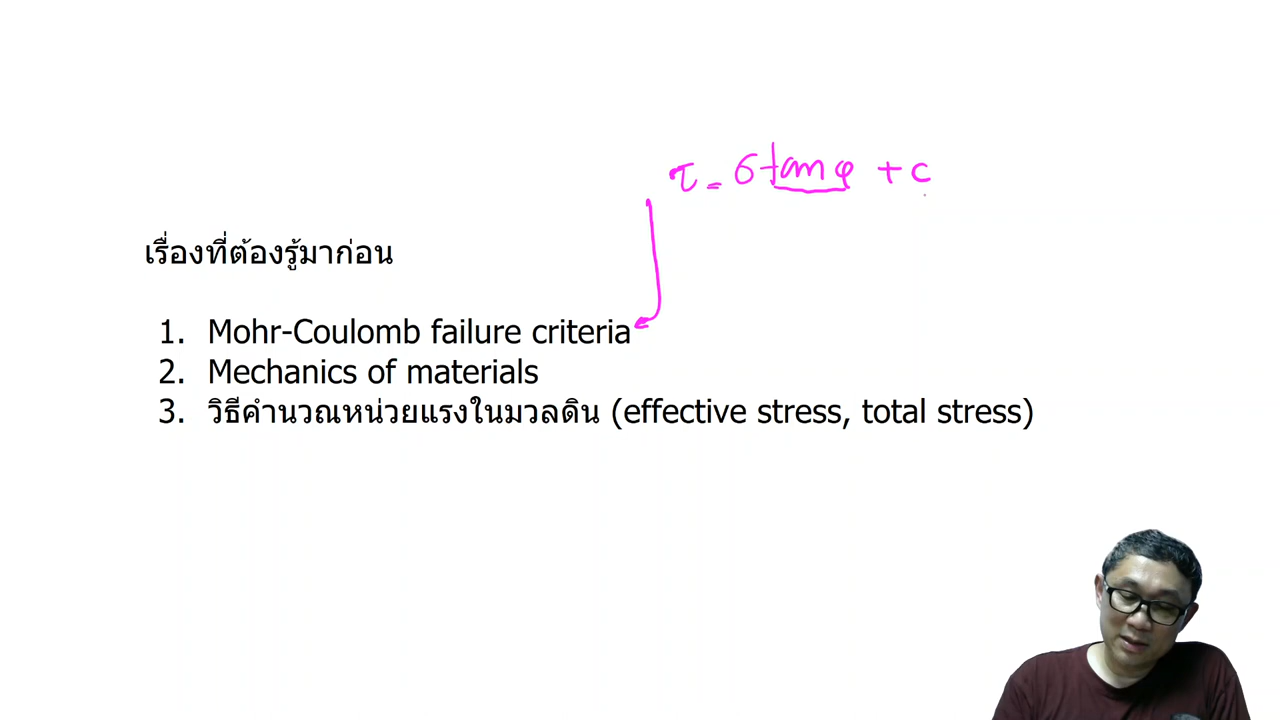 τ = σ tan φ + c
เรื่องที่ต้องรู้มาก่อน
1. Mohr-Coulomb failure criteria
2. Mechanics of materials
3. วิธีคำนวณหน่วยแรงในมวลดิน (effective stress, total stress)